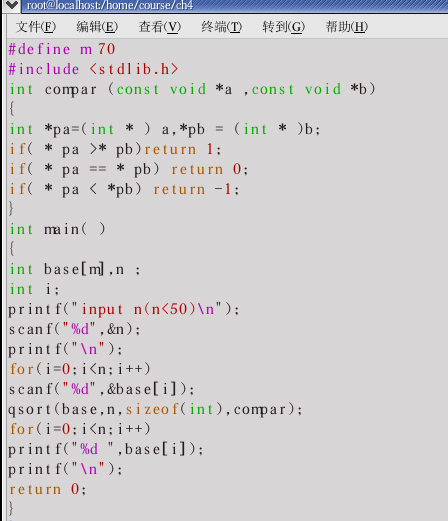 root@localhost/home/course/ch4
文件(F) 编辑(E) 查看(V) 终端(T) 转到(G) 帮助(H)
#define m 70
#include <stdlib.h>
int compar (const void *a ,const void *b)
{
int *pa=(int * ) a,*pb = (int * )b;
if( * pa >* pb)return 1;
if( * pa == * pb) return 0;
if( * pa < *pb) return -1;
}
int main( )
{
int base[m],n ;
int i;
printf("input n(n<50)\n");
scanf("%d",&n);
printf("\n");
for(i=0;i<n;i++)
scanf("%d",&base[i]);
qsort(base,n,sizeof(int),compar);
for(i=0;i<n;i++)
printf("%d ",base[i]);
printf("\n");
return 0;
}